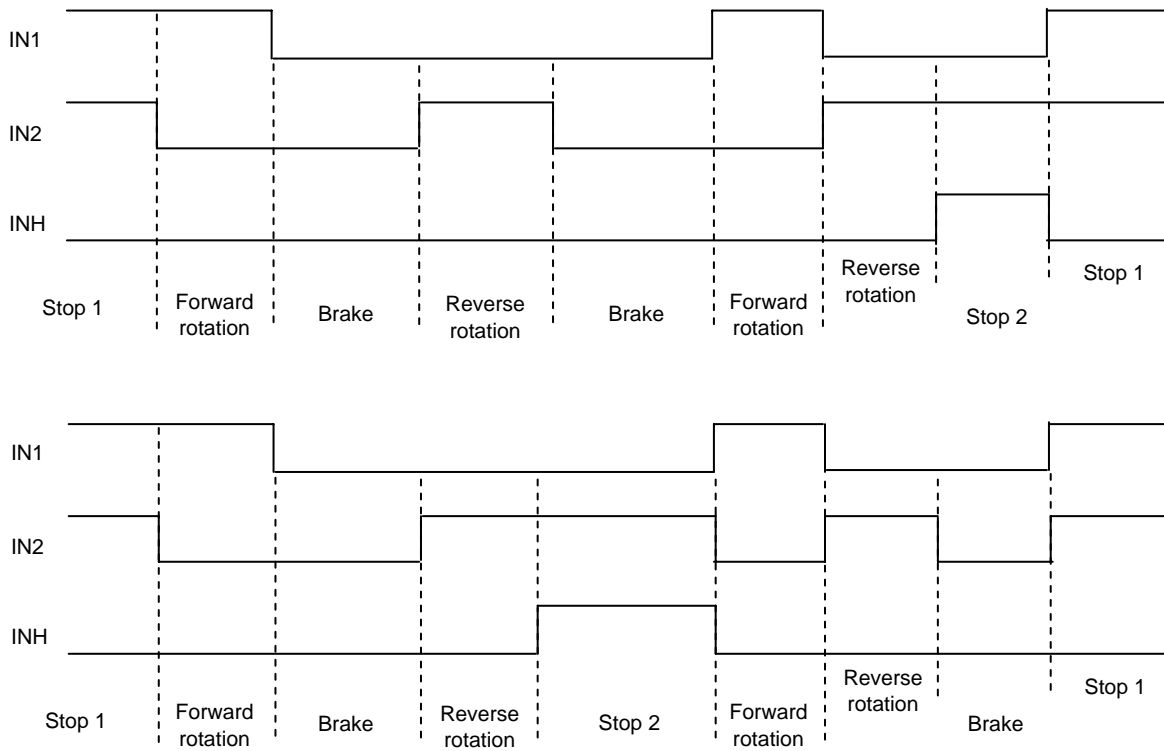 IN1
IN2
INH
Stop 1
Forward
rotation
Brake
Reverse
rotation
Brake
Forward
rotation
Reverse
rotation
Stop 2
Stop 1
IN1
IN2
INH
Stop 1
Forward
rotation
Brake
Reverse
rotation
Stop 2
Forward
rotation
Reverse
rotation
Brake
Stop 1